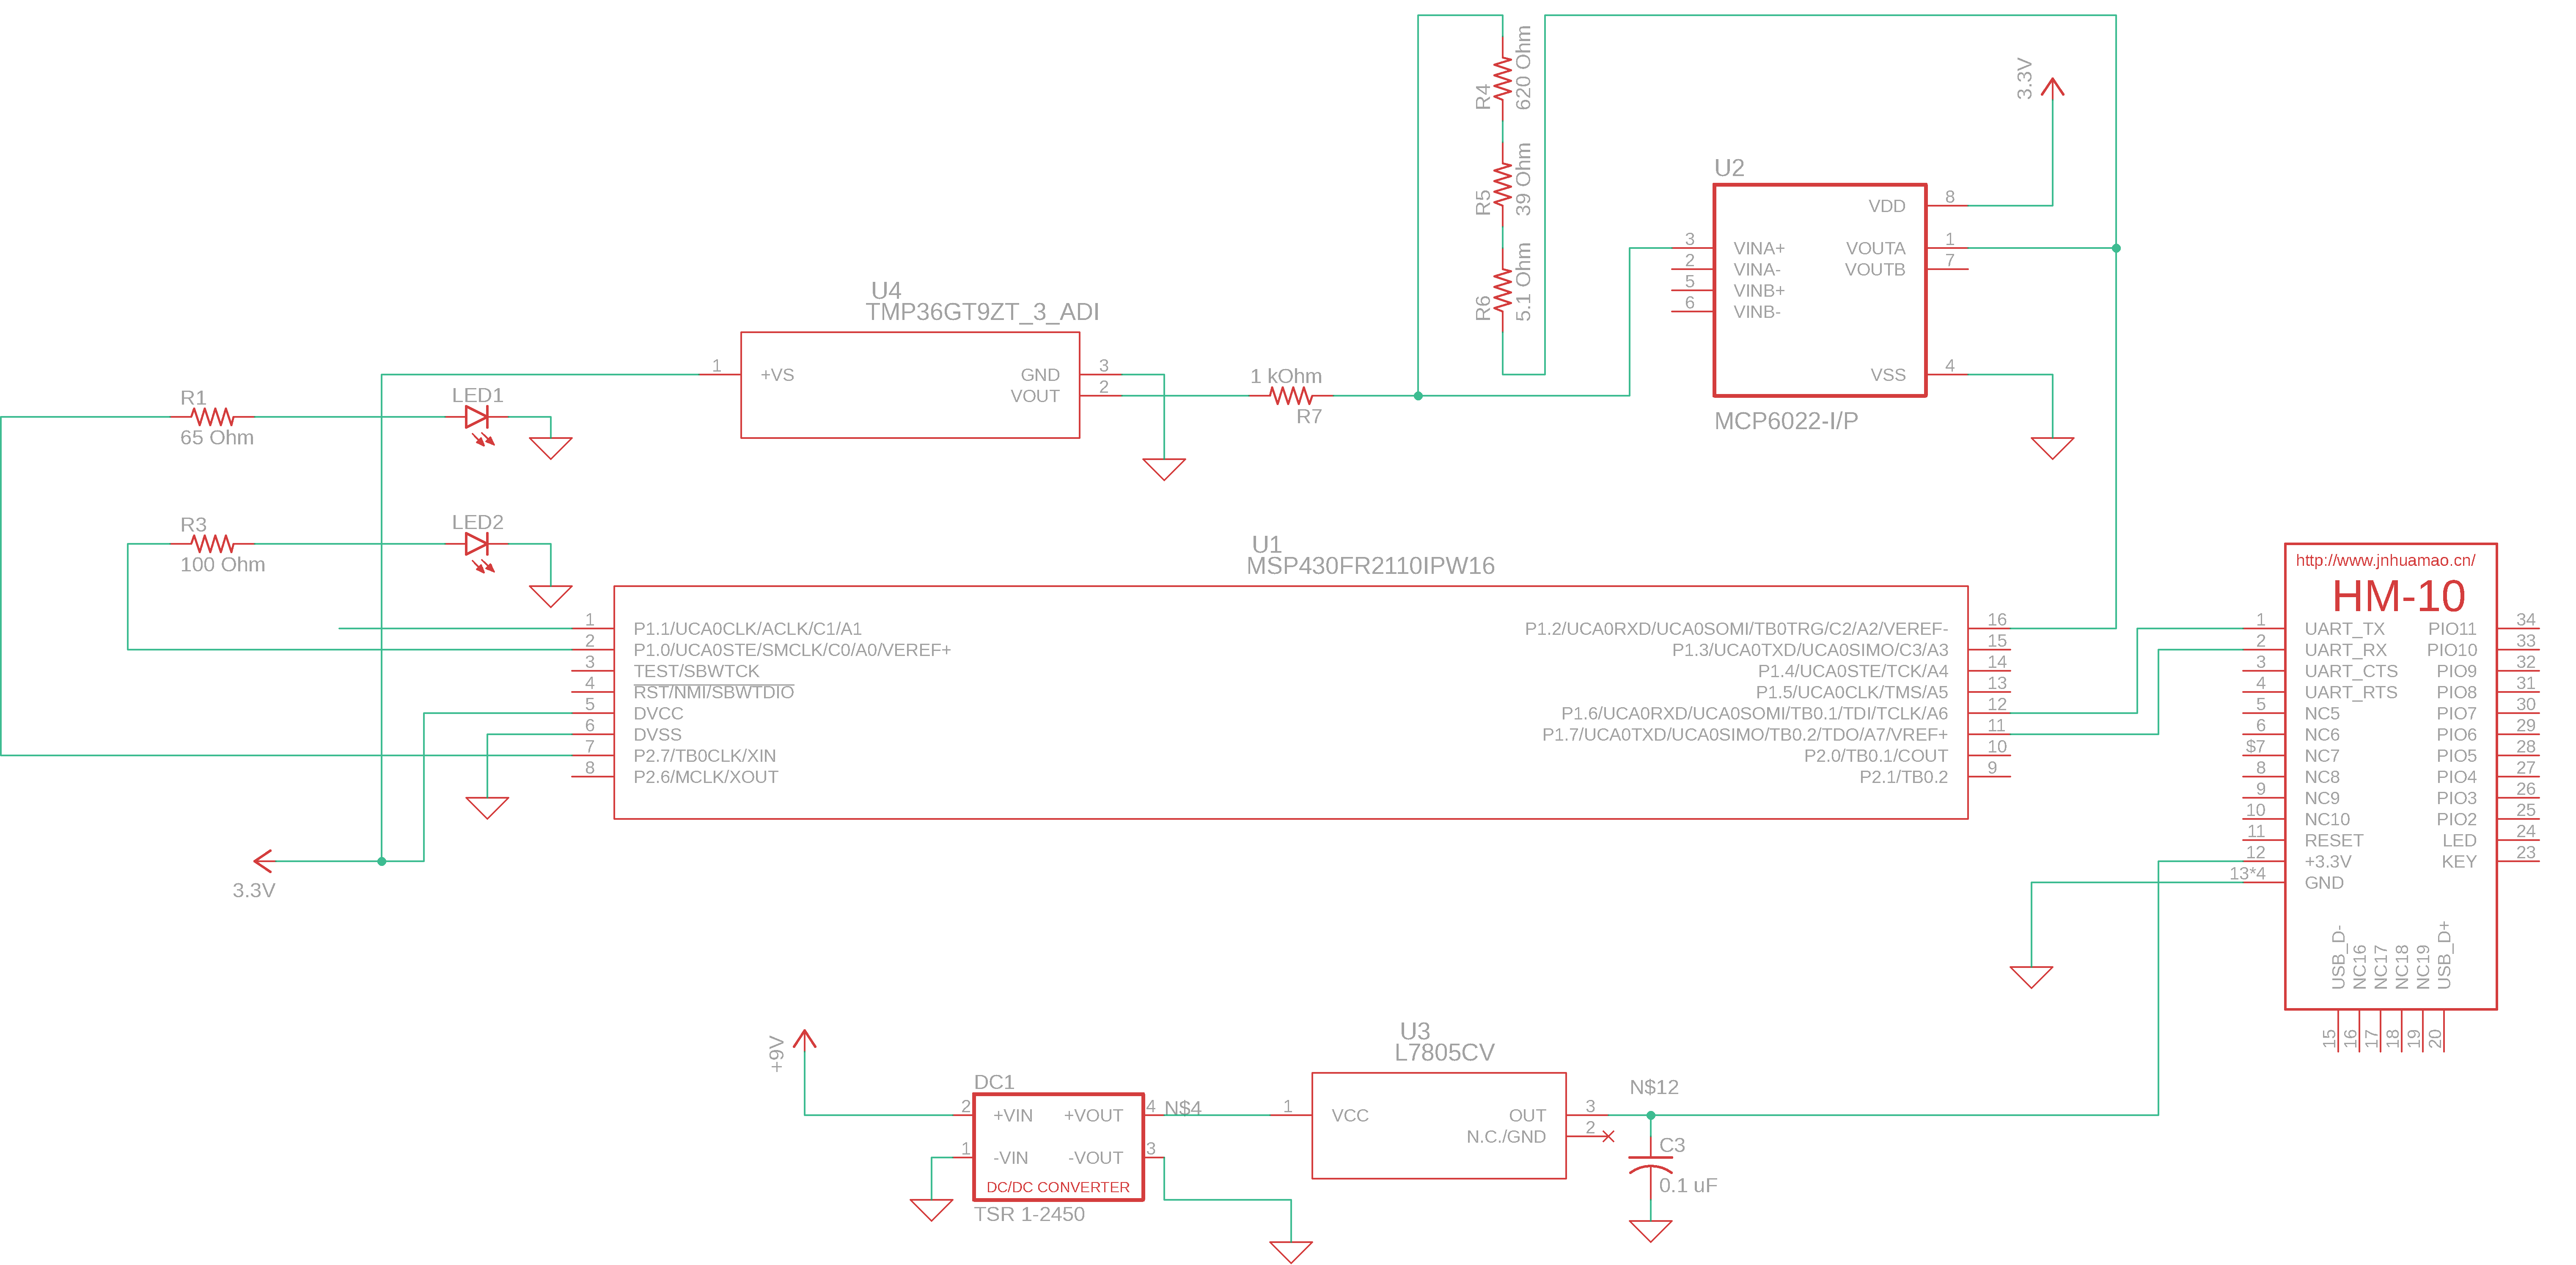 R4
620 Ohm
R5
39 Ohm
R6
5.1 Ohm
3.3V
U2
VDD
8
3
VINA+
VOUTA
1
2
VINA-
VOUTB
7
5
VINB+
6
VINB-
VSS
4
MCP6022-I/P
U4
TMP36GT9ZT_3_ADI
1
+VS
GND
3
VOUT
2
1 kOhm
R7
R1
65 Ohm
LED1
R3
100 Ohm
LED2
U1
MSP430FR2110IPW16
1
P1.1/UCA0CLK/ACLK/C1/A1
2
P1.0/UCA0STE/SMCLK/C0/A0/VEREF+
3
TEST/SBWTCK
4
RST/NMI/SBWTDIO
5
DVCC
6
DVSS
7
P2.7/TB0CLK/XIN
8
P2.6/MCLK/XOUT
P1.2/UCA0RXD/UCA0SOMI/TB0TRG/C2/A2/VEREF-
16
P1.3/UCA0TXD/UCA0SIMO/C3/A3
15
P1.4/UCA0STE/TCK/A4
14
P1.5/UCA0CLK/TMS/A5
13
P1.6/UCA0RXD/UCA0SOMI/TB0.1/TDI/TCLK/A6
12
P1.7/UCA0TXD/UCA0SIMO/TB0.2/TDO/A7/VREF+
11
P2.0/TB0.1/COUT
10
P2.1/TB0.2
9
3.3V
http://www.jnhuamao.cn/
HM-10
1
UART_TX
PIO11
34
2
UART_RX
PIO10
33
3
UART_CTS
PIO9
32
4
UART_RTS
PIO8
31
5
NC5
PIO7
30
6
NC6
PIO6
29
$7
NC7
PIO5
28
8
NC8
PIO4
27
9
NC9
PIO3
26
10
NC10
PIO2
25
11
RESET
LED
24
12
+3.3V
KEY
23
13*4
GND
USB_D-
NC16
NC17
NC18
NC19
USB_D+
15
16
17
18
19
20
+9V
DC1
2
+VIN
+VOUT
4
N$4
1
-VIN
-VOUT
3
DC/DC CONVERTER
TSR 1-2450
U3
L7805CV
1
VCC
OUT
3
N.C./GND
2
N$12
C3
0.1 uF